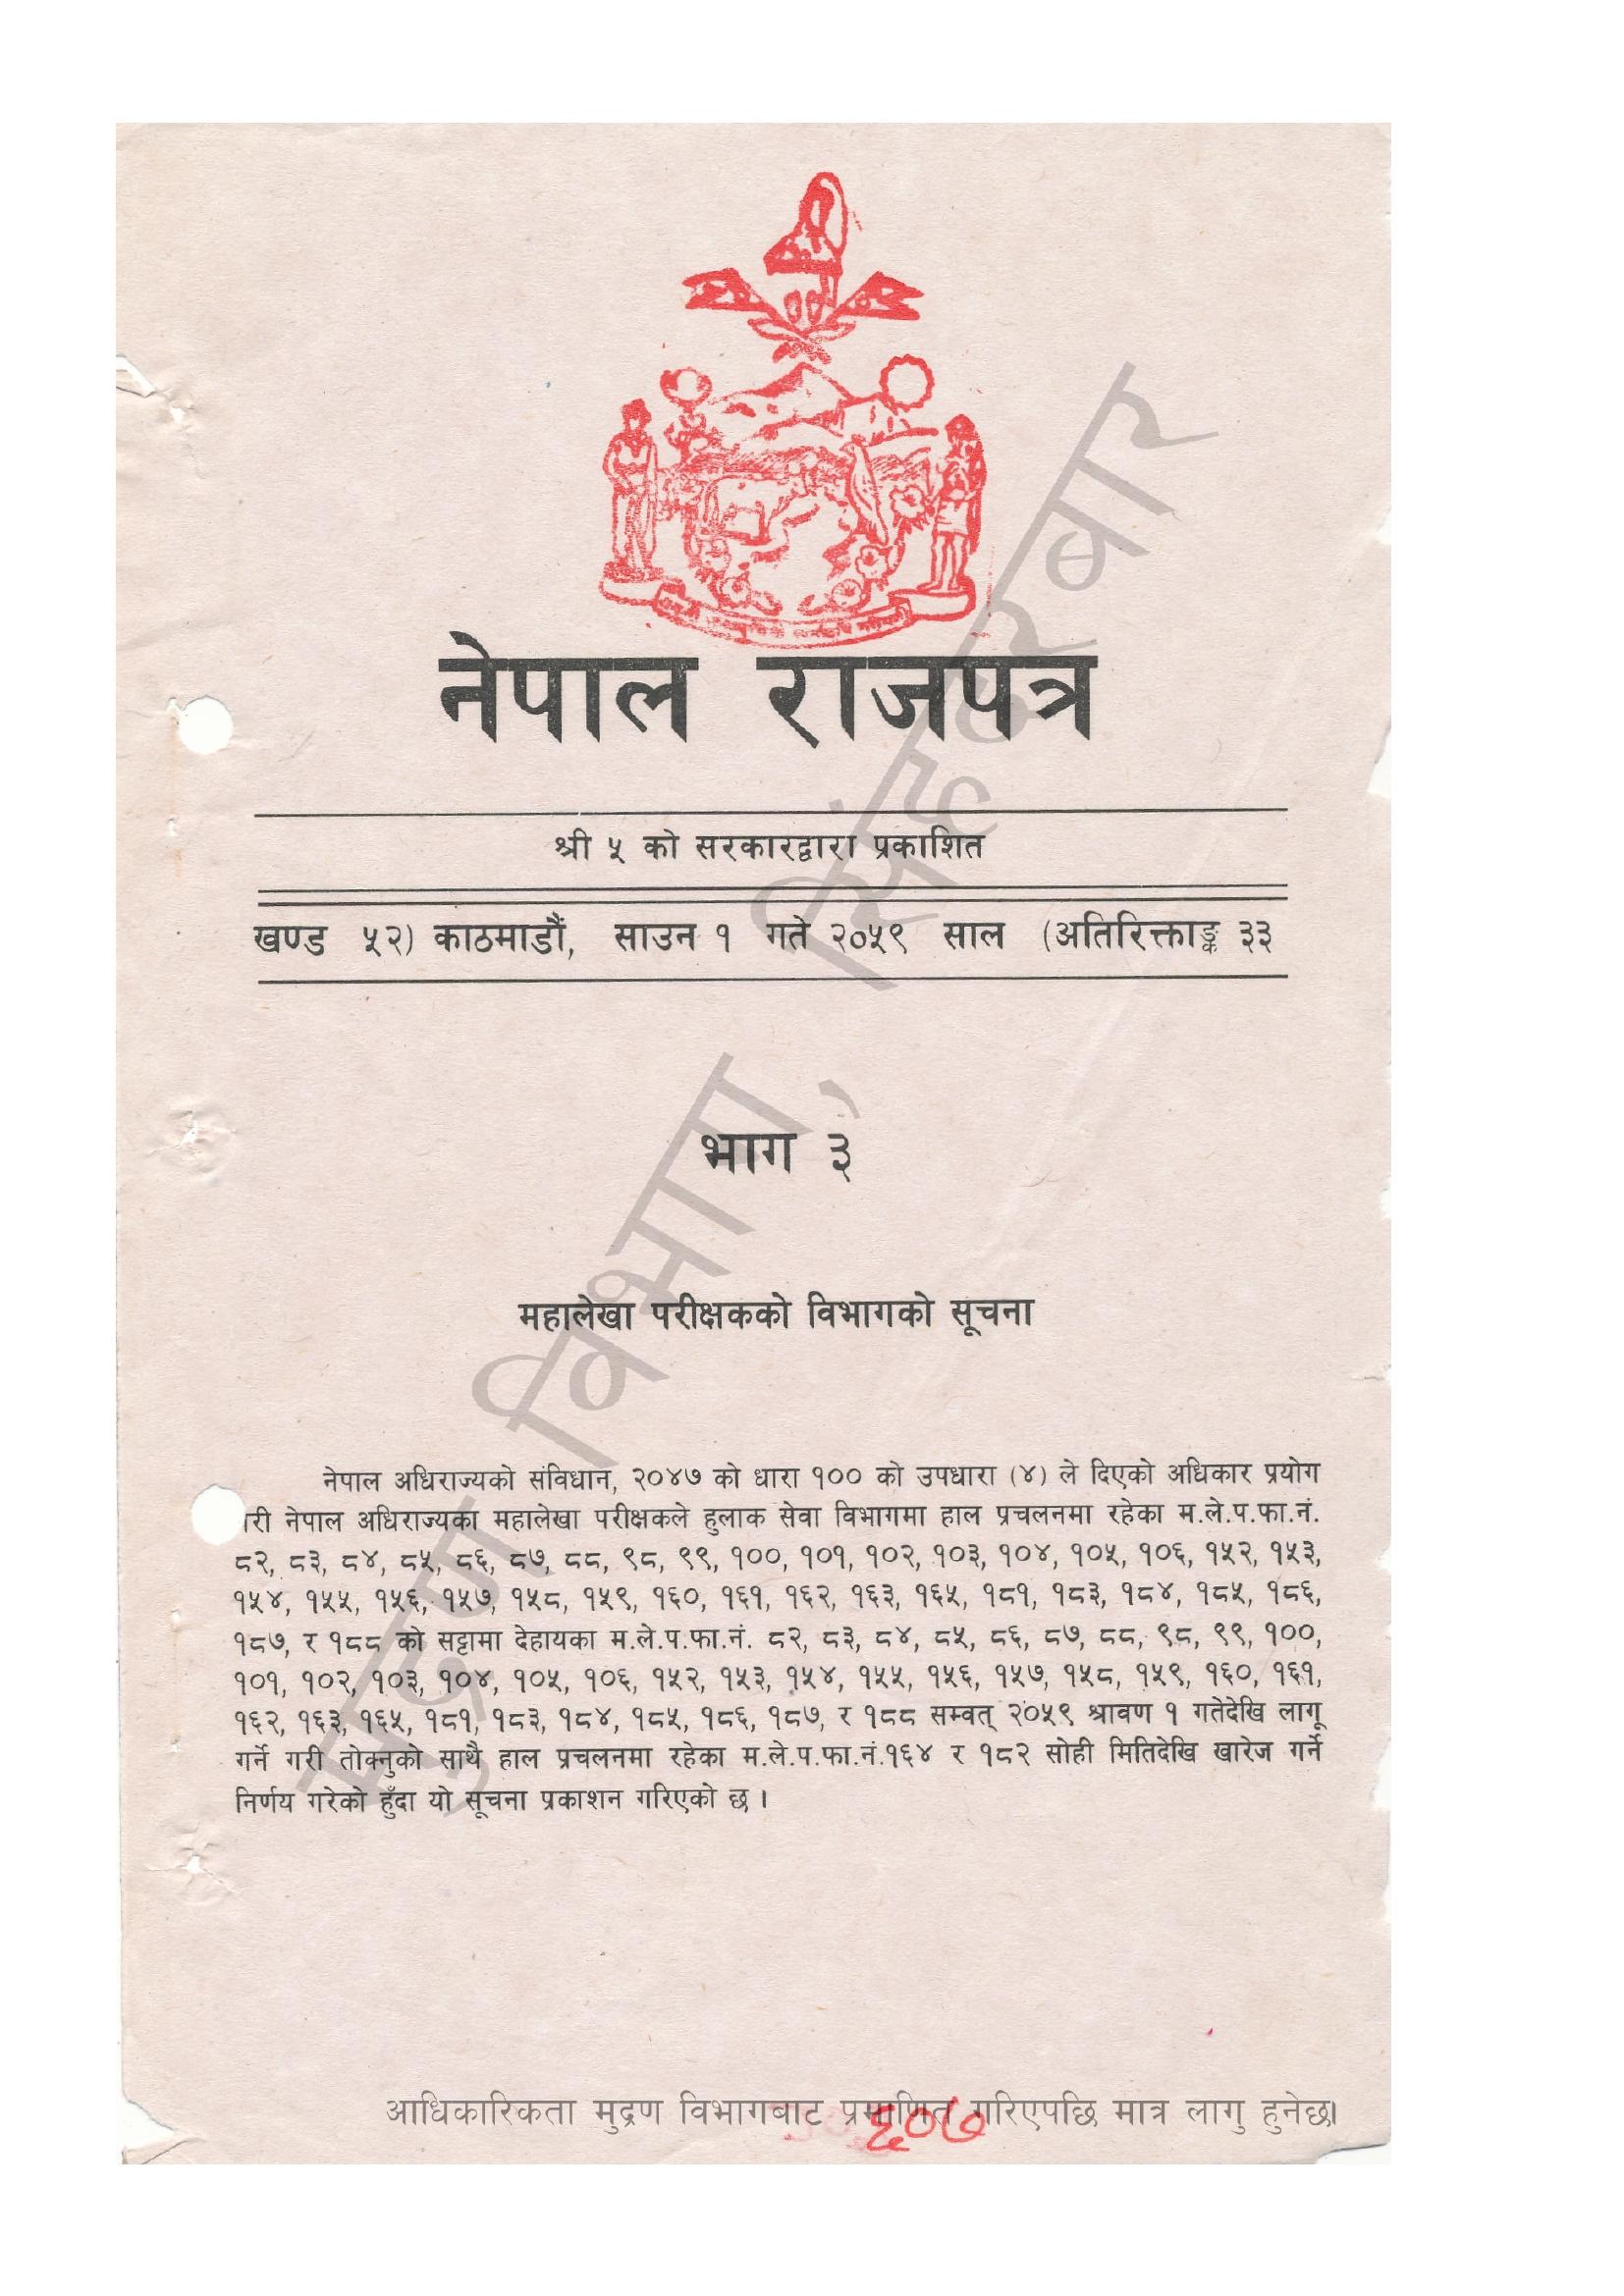 नेपाल राजपत्र
श्री ५ को सरकारद्वारा प्रकाशित
खण्ड ५२) काठमाडौं, साउन १ गते २०५९ साल (अतिरिक्ताङ्क ३३
भाग ३
महालेखा परीक्षकको विभागको सूचना
नेपाल अधिराज्यको संविधान, २०४७ को धारा १०० को उपधारा (४) ले दिएको अधिकार प्रयोग
री नेपाल अधिराज्यका महालेखा परीक्षकले हुलाक सेवा विभागमा हाल प्रचलनमा रहेका म.ले.प.फा.नं.
८२, ८३, ८४, ८५, ८६, ८७, ८८, ९८, ९९, १००, १०१, १०२, १०३, १०४, १०५, १०६, १५२, १५३,
१५४, १५५, १५६, १५७, १५८, १५९, १६०, १६१, १६२, १६३, १६५, १८१, १८३, १८४, १८५, १८६,
१८७, र १८८ को सट्टामा देहायका म.ले.प.फा.नं. ८२, ८३, ८४, ८५, ८६, ८७, ८८, ९८, ९९, १००,
१०१, १०२, १०३, १०४, १०५, १०६, १५२, १५३, १५४, १५५, १५६, १५७, १५८, १५९, १६०, १६१,
१६२, १६३, १६५, १८१, १८३, १८४, १८५, १८६, १८७, र १८८ सम्वत् २०५९ श्रावण १ गतेदेखि लागू
गर्ने गरी तोक्नुको साथै हाल प्रचलनमा रहेका म.ले.प.फा.नं.१६४ र १८२ सोही मितिदेखि खारेज गर्ने
निर्णय गरेको हुँदा यो सूचना प्रकाशन गरिएको छ ।
मुद्रण विभाग, सिंहदरवार
आधिकारिकता मुद्रण विभागबाट प्रमाणित गरिएपछि मात्र लागु हुनेछ।
६०७